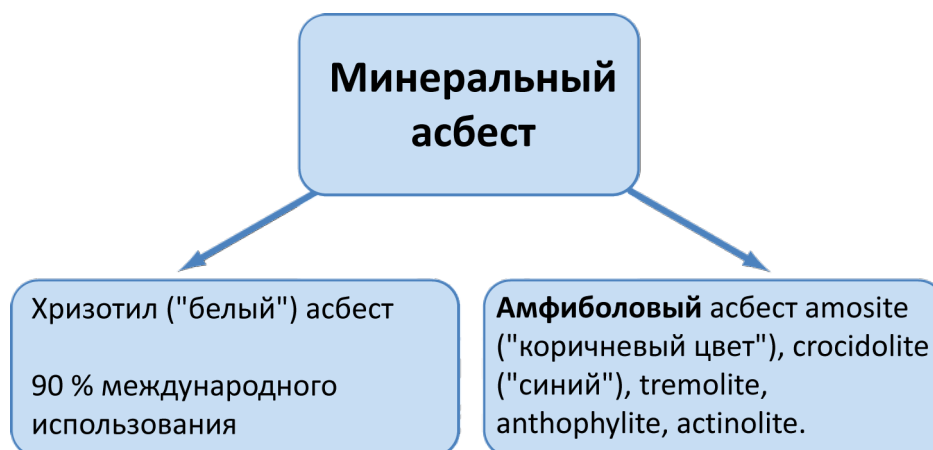 Минеральный
асбест
Хризотил ("белый") асбест
90 % международного
использования
Амфиболовый асбест amosite
("коричневый цвет"), crocidolite
("синий"), tremolite,
anthophylite, actinolite.